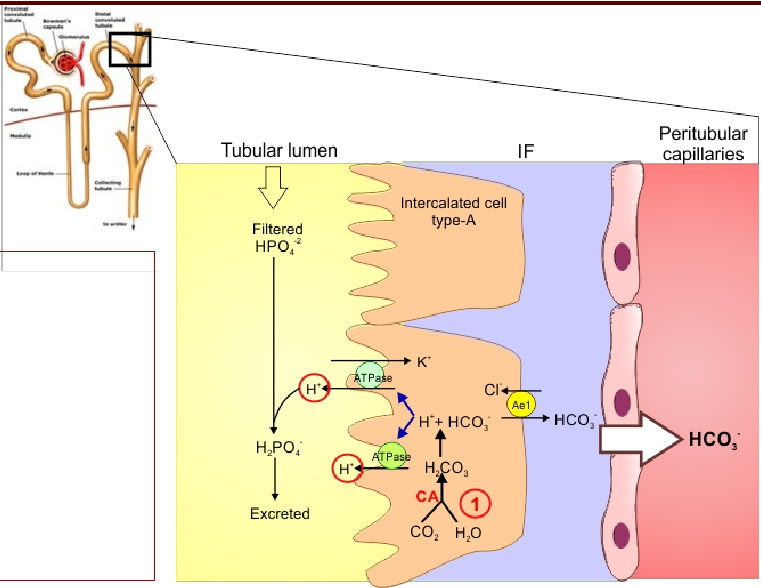 Proximal
convoluted
tubule
Bowman's
capsule
Glomerulus
Distal
convoluted
tubule
Cortex
Medulla
Loop of Henle
Collecting
tubule
to ureter
Tubular lumen
IF
Peritubular
capillaries
Filtered
HPO₄⁻²
Intercalated cell
type-A
K⁺
ATPase
H⁺
Cl⁻
Ae1
HCO₃⁻
H⁺+ HCO₃⁻
HCO₃⁻
H₂PO₄⁻
ATPase
H⁺
H₂CO₃
CA
1
Excreted
CO₂
H₂O